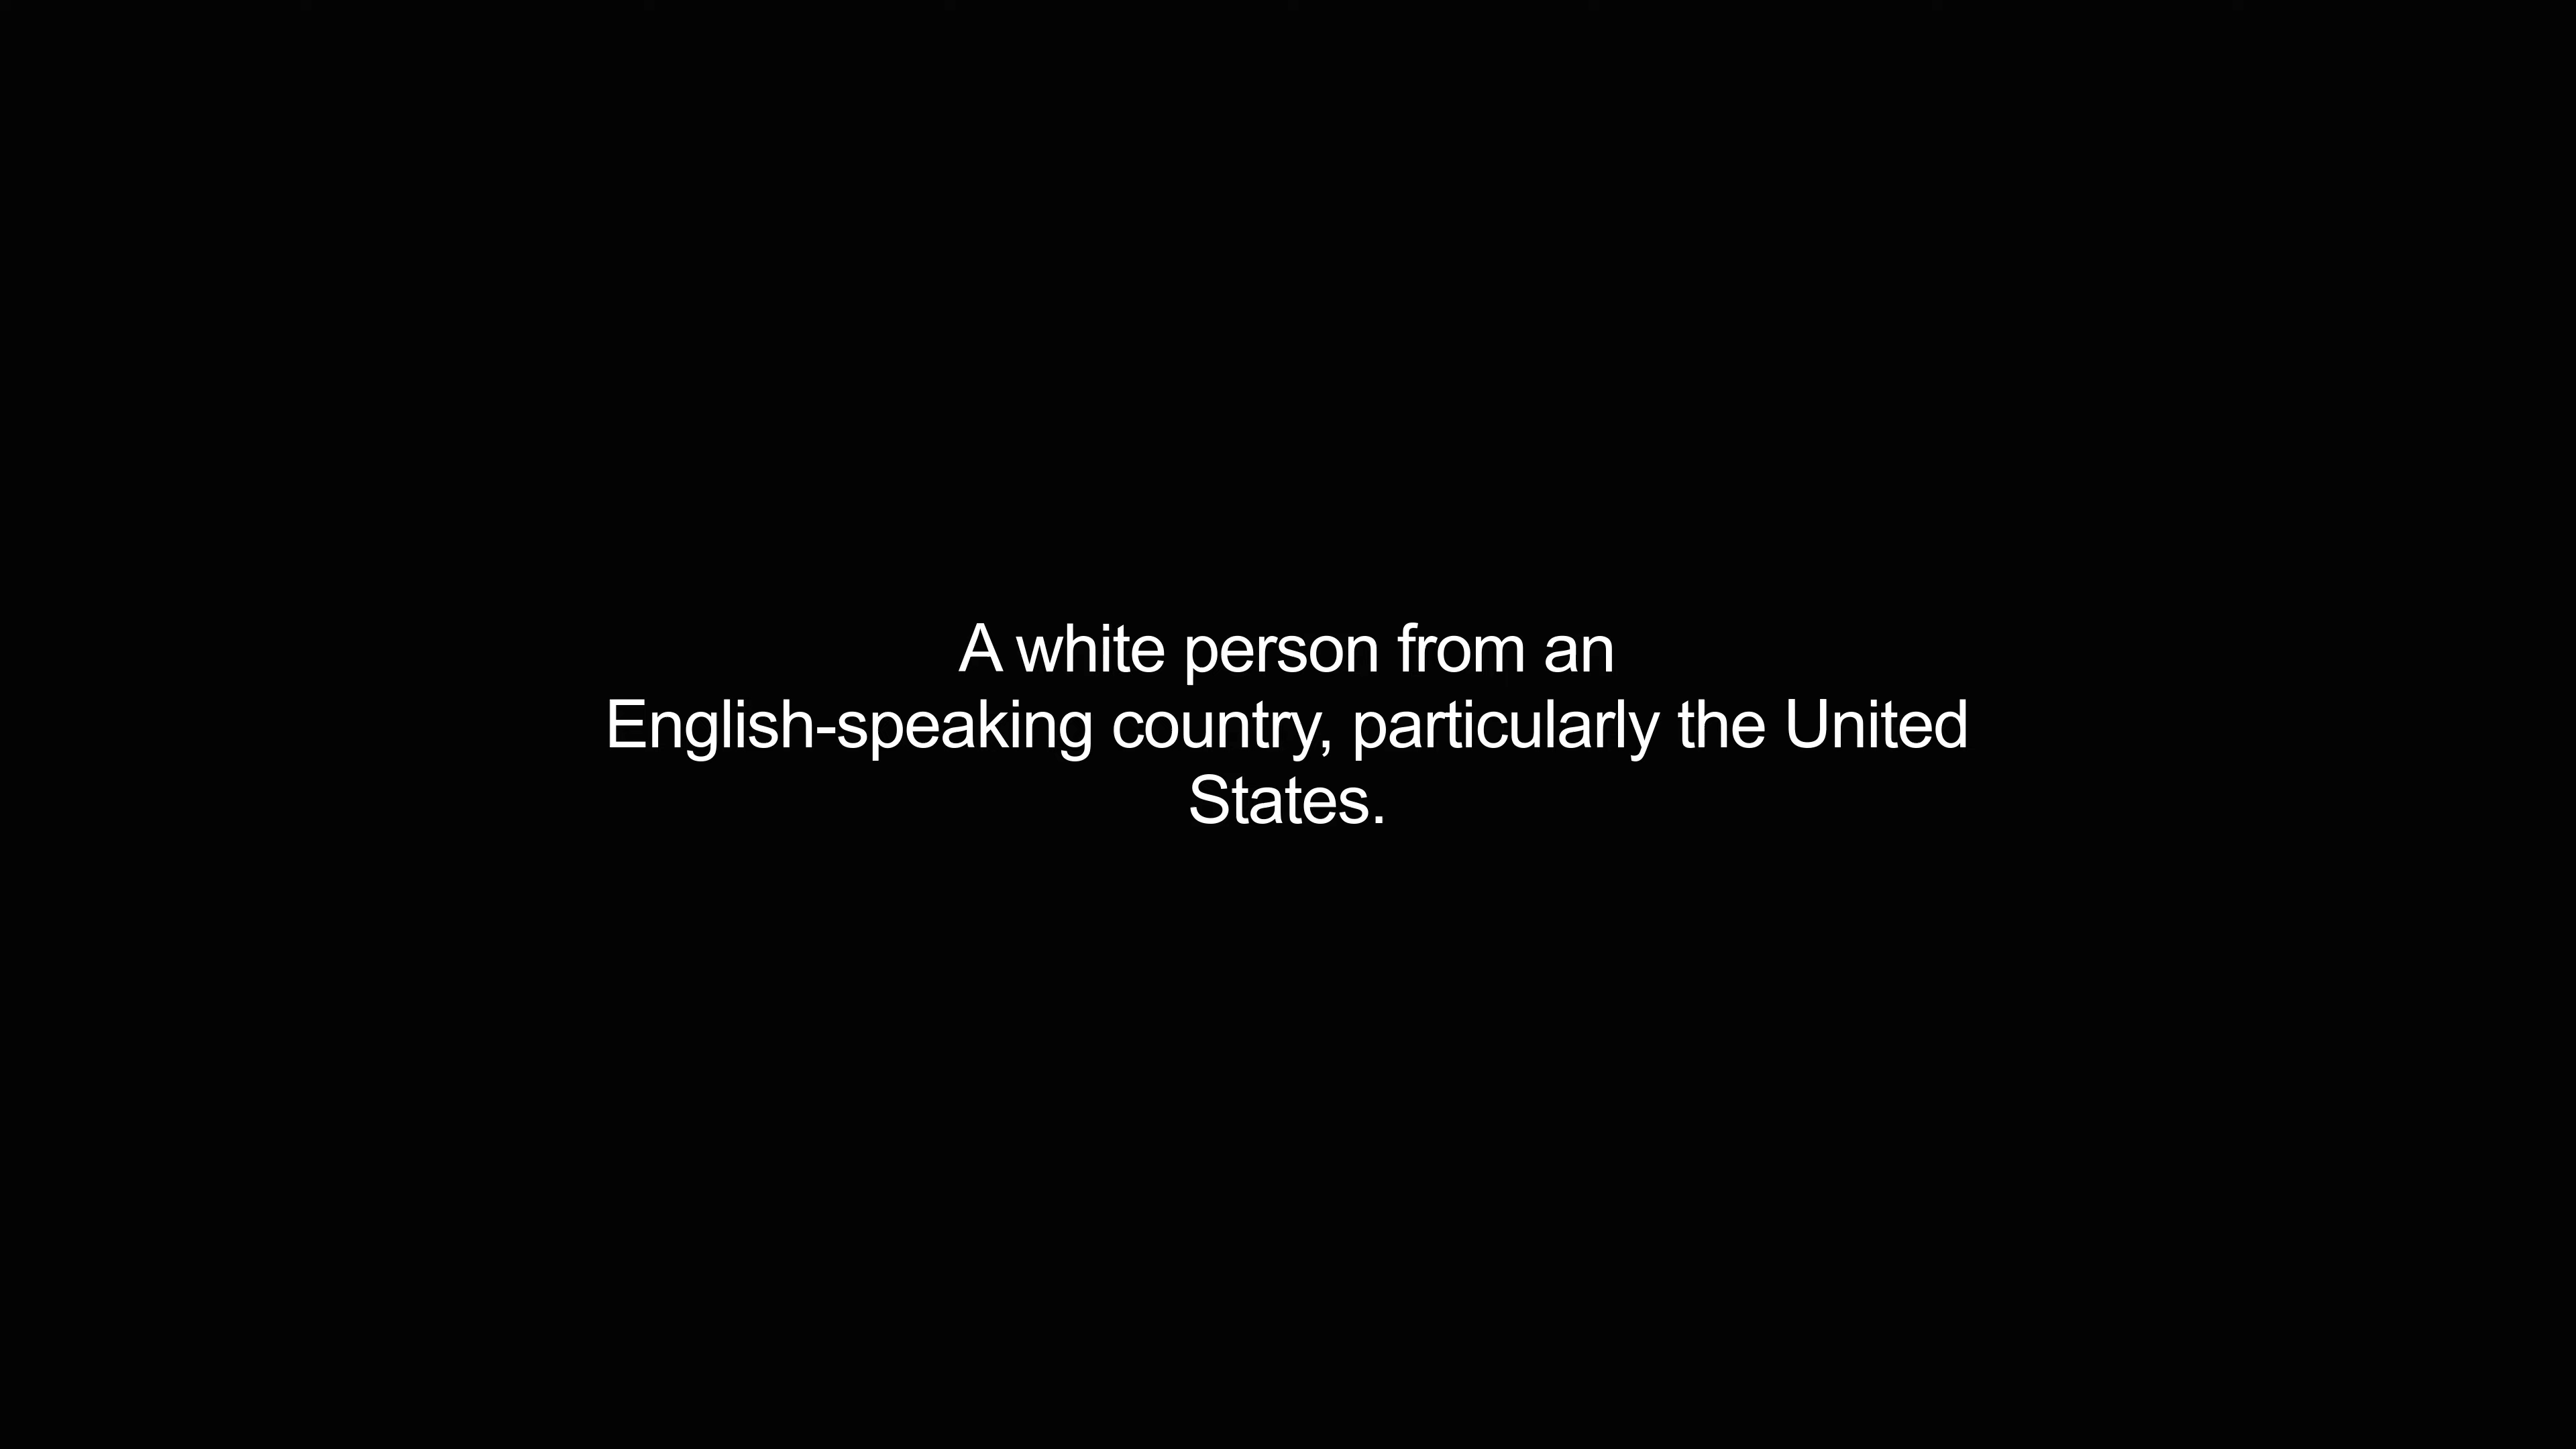 A white person from an
English-speaking country, particularly the United
States.